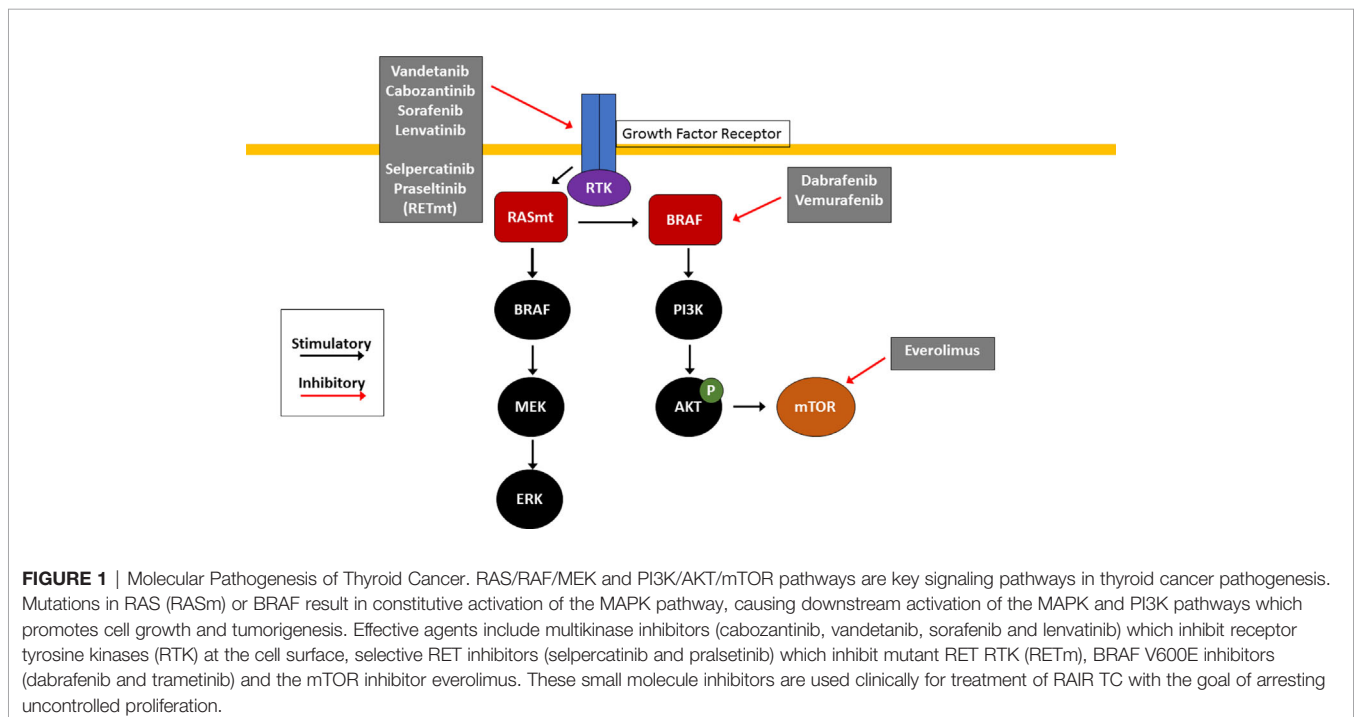 Vandetanib
Cabozantinib
Sorafenib
Lenvatinib
Selpercatinib
Praseltinib
(RETmt)
Growth Factor Receptor
RTK
Dabrafenib
Vemurafenib
RASmt
BRAF
BRAF
PI3K
Stimulatory
Inhibitory
Everolimus
MEK
AKT
P
mTOR
ERK
FIGURE 1 | Molecular Pathogenesis of Thyroid Cancer. RAS/RAF/MEK and PI3K/AKT/mTOR pathways are key signaling pathways in thyroid cancer pathogenesis.
Mutations in RAS (RASm) or BRAF result in constitutive activation of the MAPK pathway, causing downstream activation of the MAPK and PI3K pathways which
promotes cell growth and tumorigenesis. Effective agents include multikinase inhibitors (cabozantinib, vandetanib, sorafenib and lenvatinib) which inhibit receptor
tyrosine kinases (RTK) at the cell surface, selective RET inhibitors (selpercatinib and pralsetinib) which inhibit mutant RET RTK (RETm), BRAF V600E inhibitors
(dabrafenib and trametinib) and the mTOR inhibitor everolimus. These small molecule inhibitors are used clinically for treatment of RAIR TC with the goal of arresting
uncontrolled proliferation.